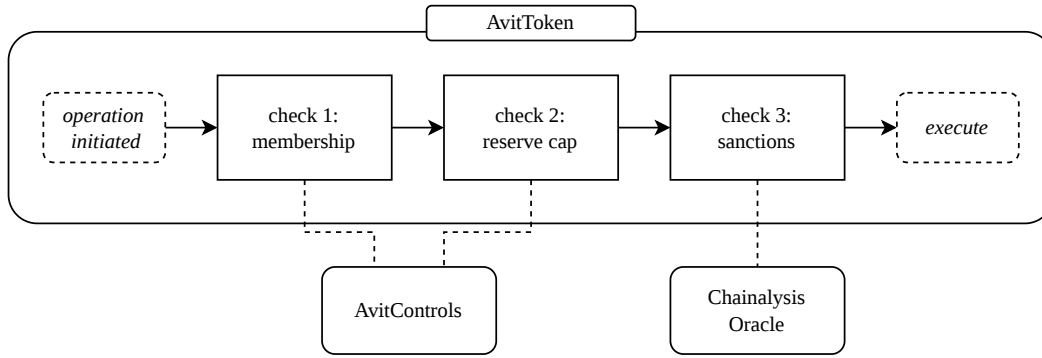 AvitToken
operation
initiated
check 1:
membership
check 2:
reserve cap
check 3:
sanctions
execute
AvitControls
Chainalysis
Oracle